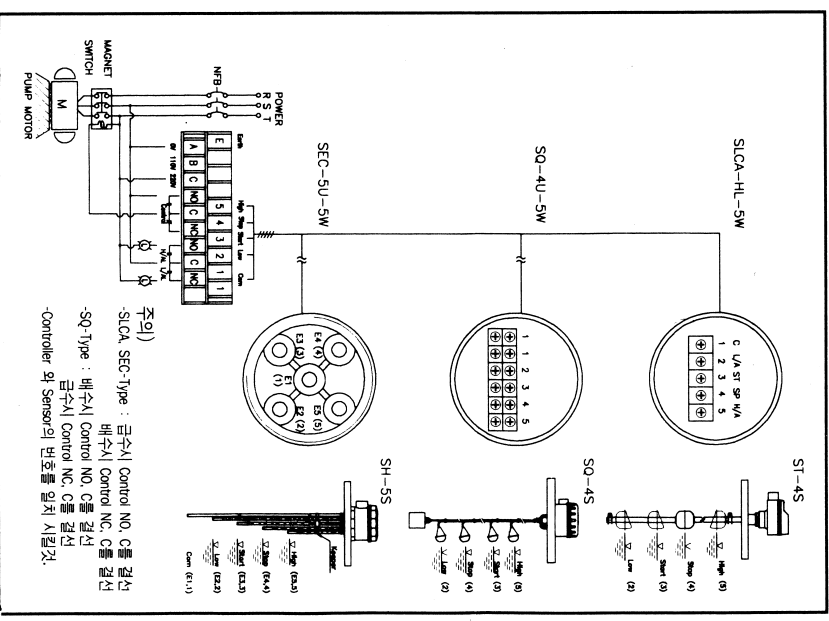 SLCA-HL-5W
C L/A ST SP H/A
1 2 3 4 5
ST-4S
High (5)
Stop (4)
Start (3)
Low (2)
SQ-4U-5W
1 1 2 3 4 5
SQ-4S
High (5)
Start (3)
Stop (4)
Low (2)
SEC-5U-5W
E4 (4)
E5 (5)
E1 (1)
E3 (3)
E2 (2)
SH-5S
Keeper
High (E5,5)
Stop (E4,4)
Start (E3,3)
Low (E2,2)
Com (E1,1)
POWER
R S T
NFB
MAGNET
SWITCH
M
PUMP MOTOR
Earth High Stop Start Low Com
E 5 4 3 2 1 1
A B C NO C NC NO C NC
0V 110V 220V
Control
H/AL L/AL
L
L
주의)
-SLCA, SEC-Type : 급수시 Control NO, C를 결선
배수시 Control NC, C를 결선
-SQ-Type : 배수시 Control NO, C를 결선
급수시 Control NC, C를 결선
-Controller 와 Sensor의 번호를 일치 시킬것.